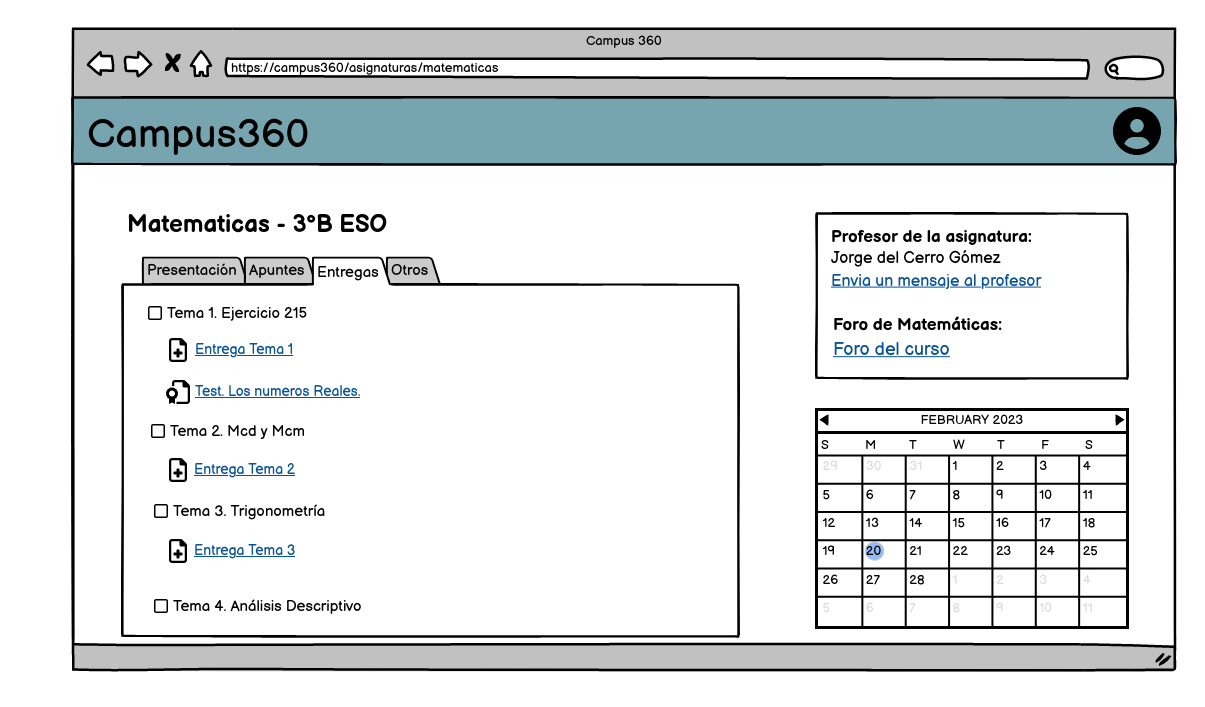 Campus 360
https://campus360/asignaturas/matematicas
Campus360
Matematicas - 3ºB ESO
Presentación Apuntes Entregas Otros
Tema 1. Ejercicio 215
Entrega Tema 1
Test. Los numeros Reales.
Tema 2. Mcd y Mcm
Entrega Tema 2
Tema 3. Trigonometría
Entrega Tema 3
Tema 4. Análisis Descriptivo
Profesor de la asignatura:
Jorge del Cerro Gómez
Envia un mensaje al profesor
Foro de Matemáticas:
Foro del curso
FEBRUARY 2023
S M T W T F S
29 30 31 1 2 3 4
5 6 7 8 9 10 11
12 13 14 15 16 17 18
19 20 21 22 23 24 25
26 27 28 1 2 3 4
5 6 7 8 9 10 11